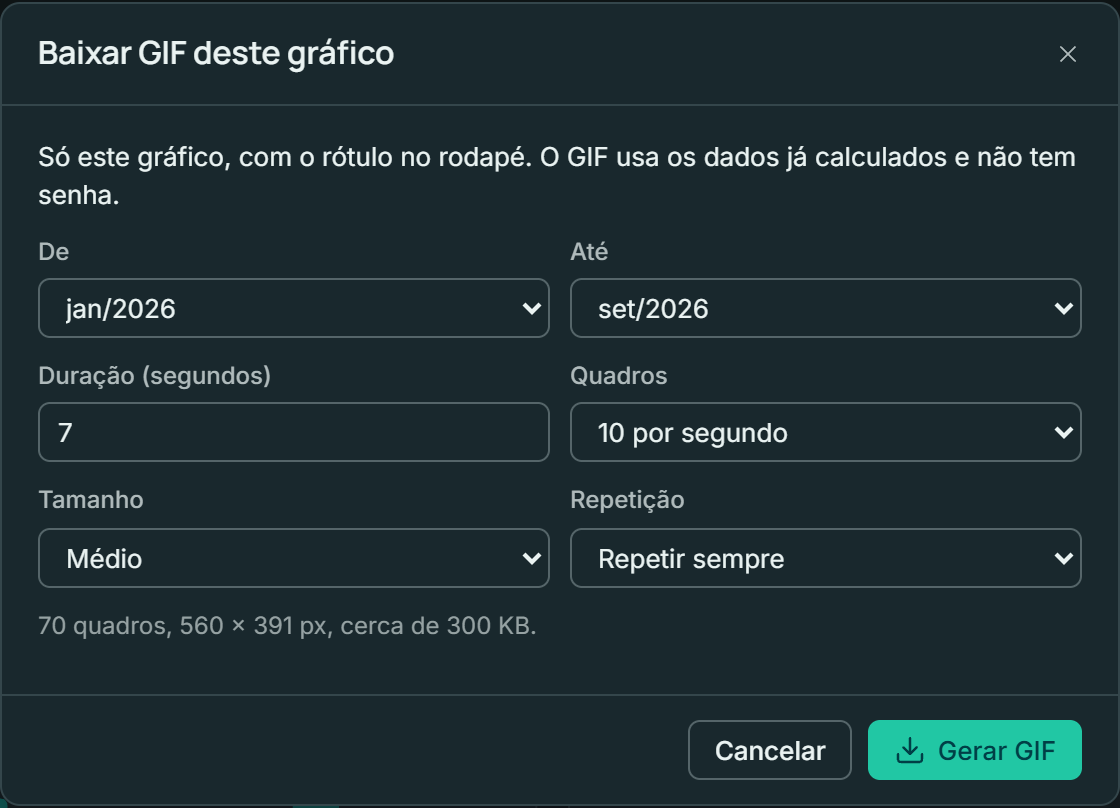 Baixar GIF deste gráfico
Só este gráfico, com o rótulo no rodapé. O GIF usa os dados já calculados e não tem
senha.
De
Até
jan/2026
set/2026
Duração (segundos)
Quadros
7
10 por segundo
Tamanho
Repetição
Médio
Repetir sempre
70 quadros, 560 × 391 px, cerca de 300 KB.
Cancelar
Gerar GIF